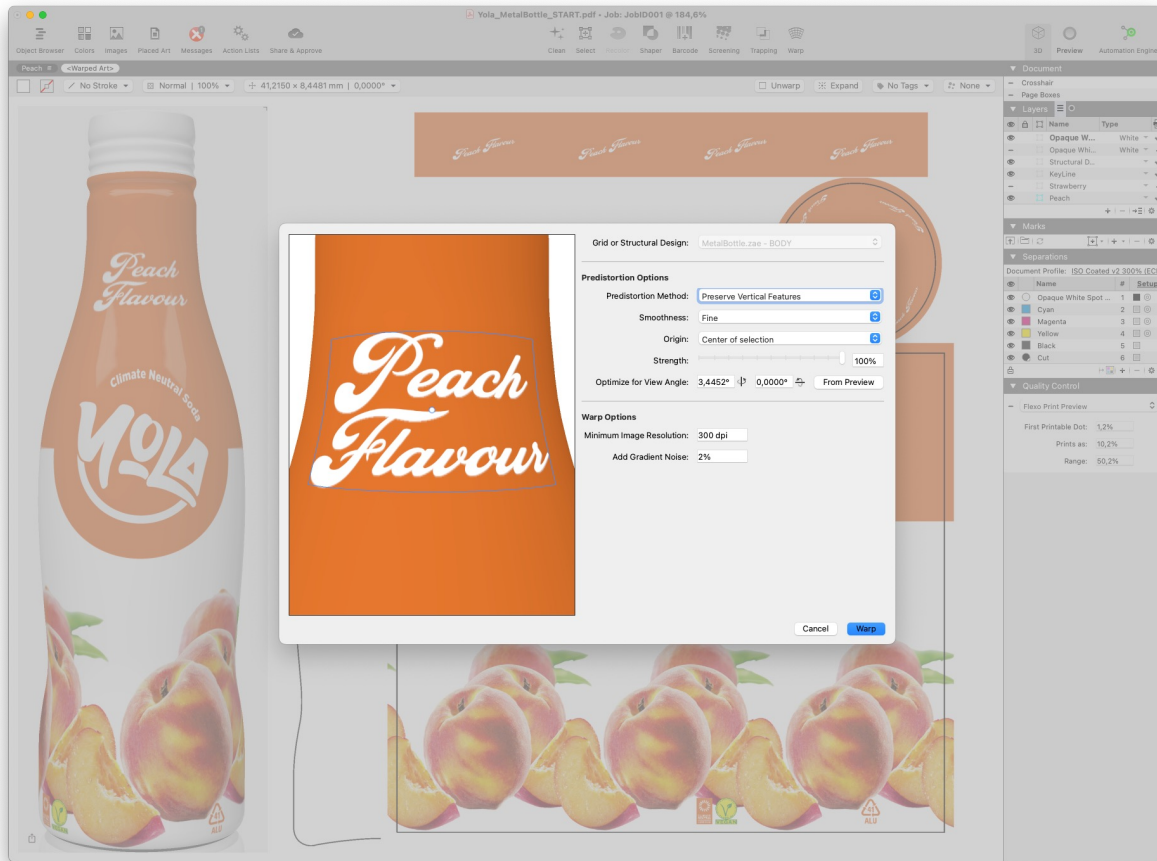 Yola_MetalBottle_START.pdf - Job: JobID001 @ 184,6%
Object Browser Colors Images Placed Art Messages Action Lists Share & Approve
Clean Select Shaper Barcode Screening Trapping Warp
3D Preview Automation Engine
Peach <Warped Art>
No Stroke Normal | 100% 41,2150 × 8,4481 mm | 0,0000°
Unwarp Expand No Tags None
Peach
Flavour
Climate Neutral Soda
YOLA
41
ALU
Peach Flavour Peach Flavour Peach Flavour Peach Flavour
Grid or Structural Design: MetalBottle.zae - BODY
Predistortion Options
Predistortion Method: Preserve Vertical Features
Smoothness: Fine
Origin: Center of selection
Strength: 100%
Optimize for View Angle: 3,4452° 0,0000° From Preview
Warp Options
Minimum Image Resolution: 300 dpi
Add Gradient Noise: 2%
Cancel Warp
Peach
Flavour
41
ALU
Document
Crosshair
Page Boxes
Layers
Name Type
Opaque W... White
Opaque Whi... White
Structural D...
KeyLine
Strawberry
Peach
Marks
Separations
Document Profile: ISO Coated v2 300% (EC
Name # Setup
Opaque White Spot ... 1
Cyan 2
Magenta 3
Yellow 4
Black 5
Cut 6
Quality Control
Flexo Print Preview
First Printable Dot: 1,2%
Prints as: 10,2%
Range: 50,2%